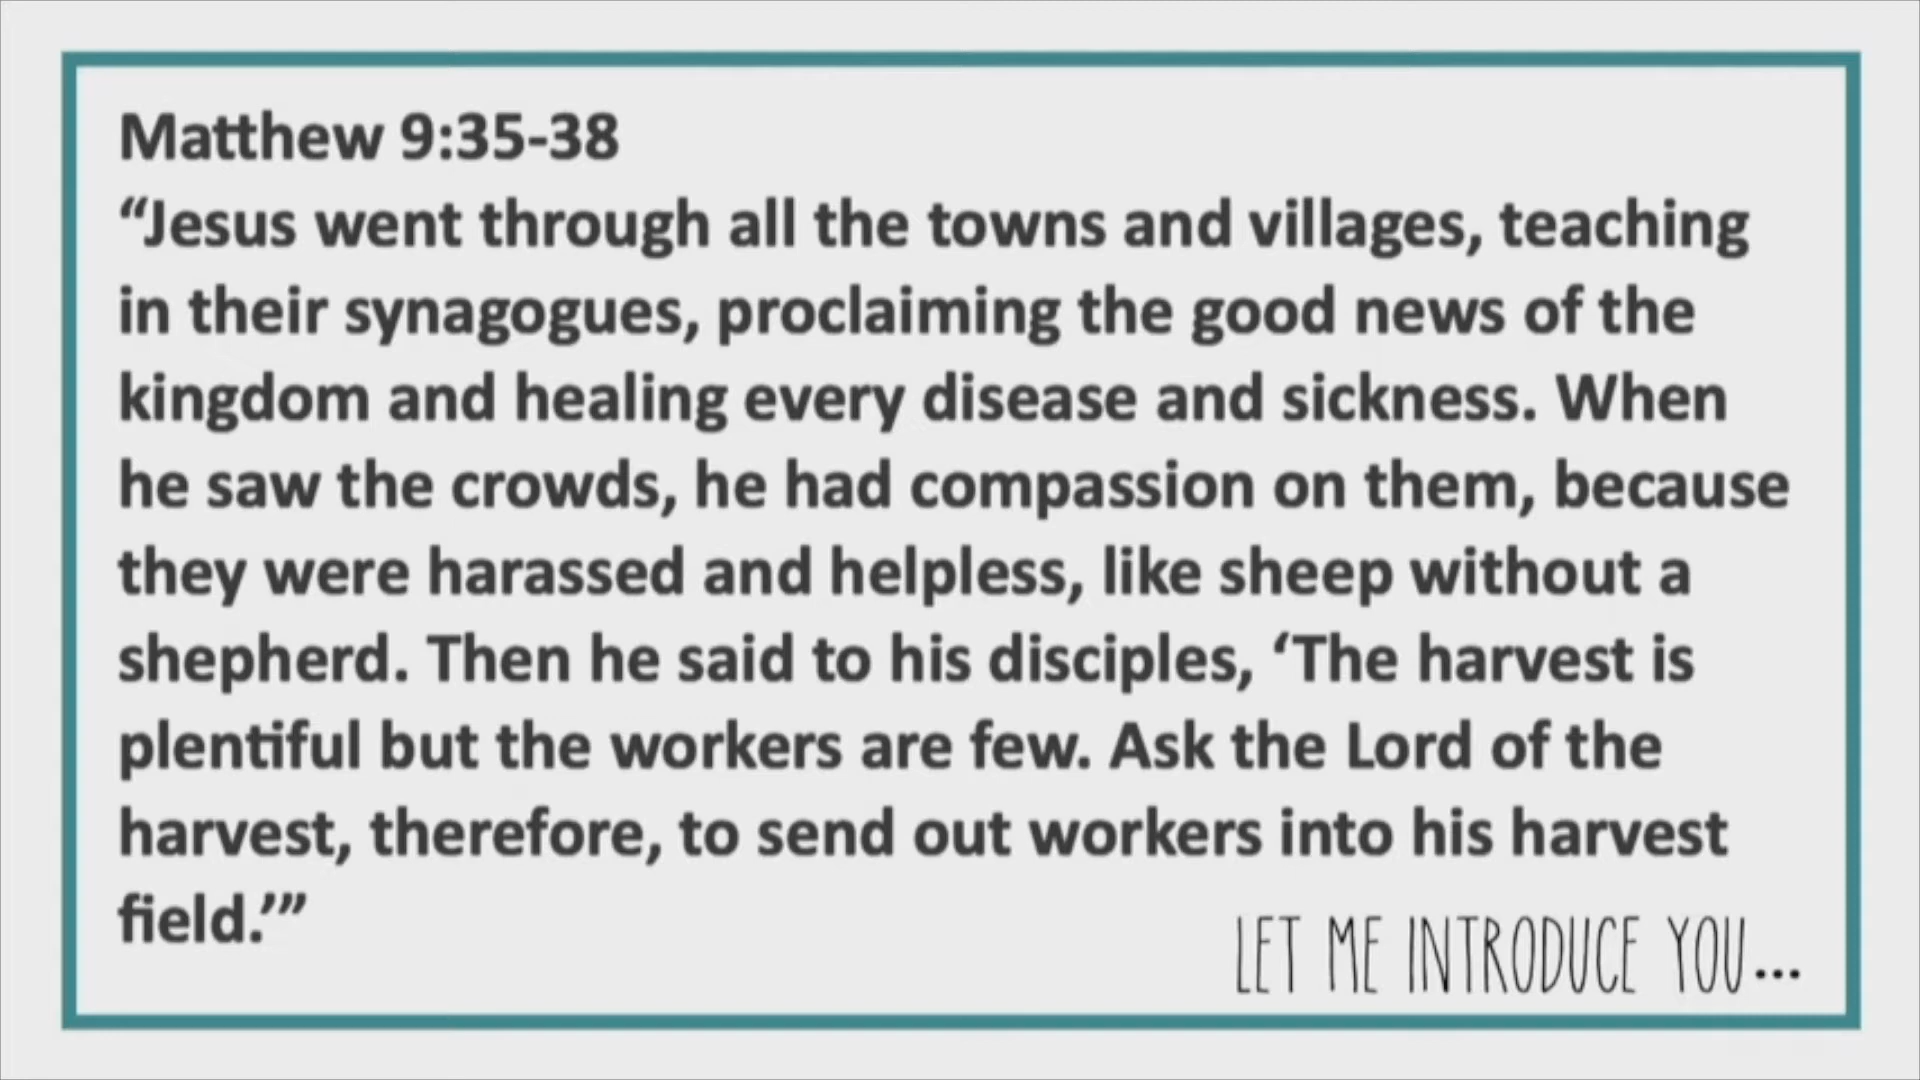 Matthew 9:35-38
“Jesus went through all the towns and villages, teaching
in their synagogues, proclaiming the good news of the
kingdom and healing every disease and sickness. When
he saw the crowds, he had compassion on them, because
they were harassed and helpless, like sheep without a
shepherd. Then he said to his disciples, ‘The harvest is
plentiful but the workers are few. Ask the Lord of the
harvest, therefore, to send out workers into his harvest
field.’”
LET ME INTRODUCE YOU...